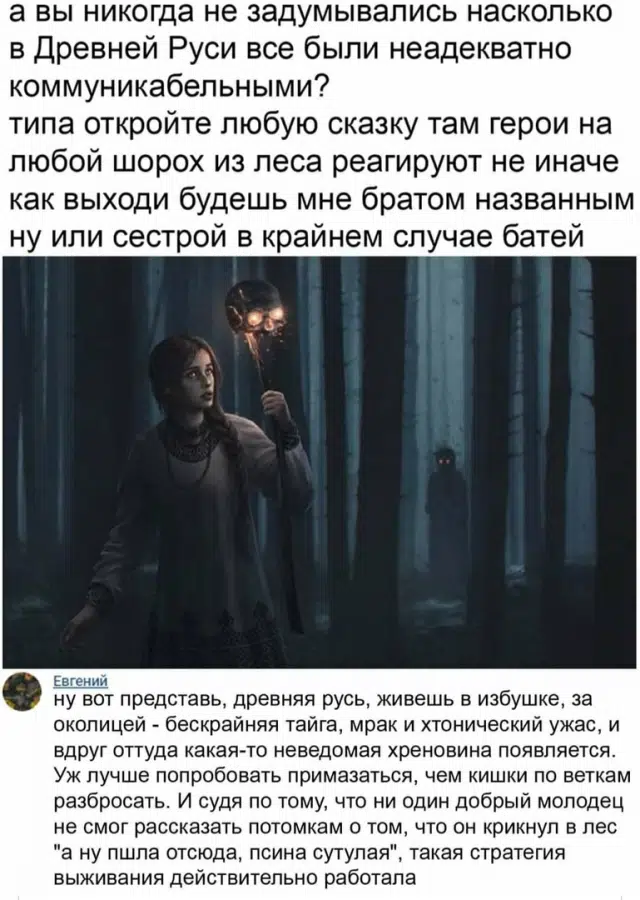 а вы никогда не задумывались насколько
в Древней Руси все были неадекватно
коммуникабельными?
типа откройте любую сказку там герои на
любой шорох из леса реагируют не иначе
как выходи будешь мне братом названным
ну или сестрой в крайнем случае батей
Евгений
ну вот представь, древняя русь, живешь в избушке, за
околицей - бескрайняя тайга, мрак и хтонический ужас, и
вдруг оттуда какая-то неведомая хреновина появляется.
Уж лучше попробовать примазаться, чем кишки по веткам
разбросать. И судя по тому, что ни один добрый молодец
не смог рассказать потомкам о том, что он крикнул в лес
"а ну пшла отсюда, псина сутулая", такая стратегия
выживания действительно работала